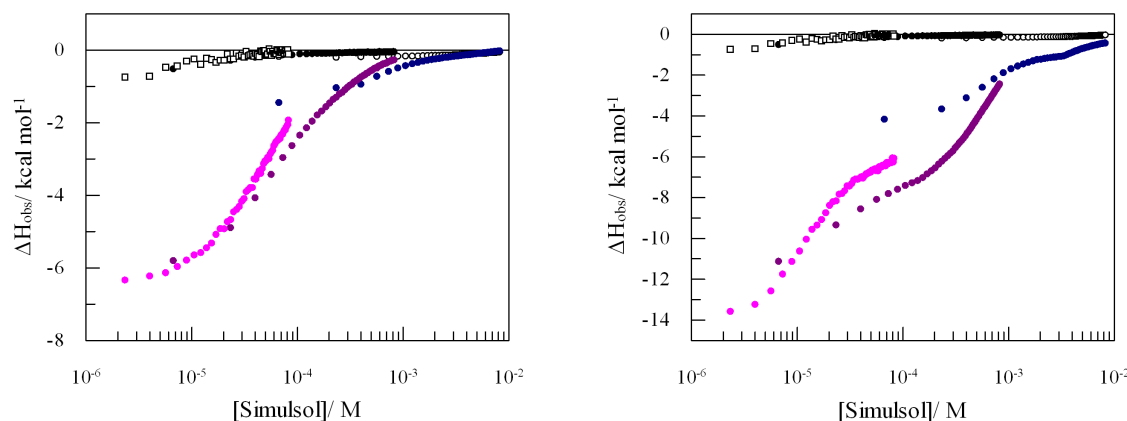 0
-2
-4
-6
-8
10⁻⁶ 10⁻⁵ 10⁻⁴ 10⁻³ 10⁻²
ΔH_obs/ kcal mol⁻¹
[Simulsol]/ M
0
-2
-4
-6
-8
-10
-12
-14
10⁻⁶ 10⁻⁵ 10⁻⁴ 10⁻³ 10⁻²
ΔH_obs/ kcal mol⁻¹
[Simulsol]/ M